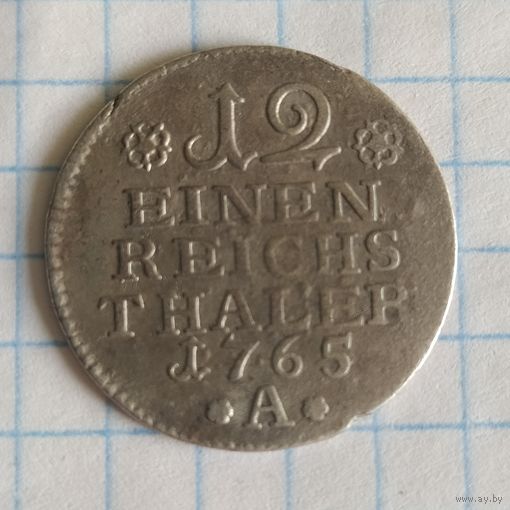 12
EINEN
REICHS
THALER
1765
A
www.ay.by